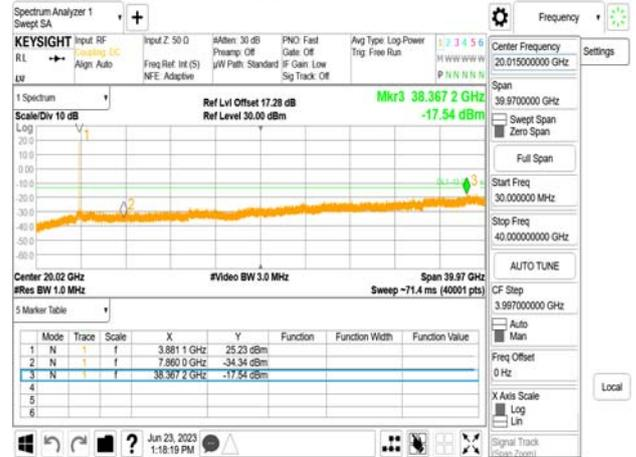 Spectrum Analyzer 1
Swept SA
+
Frequency
KEYSIGHT Input: RF Input Z: 50 Ω #Atten: 30 dB PNO: Fast Avg Type: Log-Power 1 2 3 4 5 6
RL Coupling: DC Preamp: Off Gate: Off Trig: Free Run M W W W W W
Align: Auto Freq Ref: Int (S) µW Path: Standard IF Gain: Low
NFE: Adaptive Sig Track: Off P N N N N N
1 Spectrum
Scale/Div 10 dB
Ref Lvl Offset 17.28 dB
Ref Level 30.00 dBm
Mkr3 38.367 2 GHz
-17.54 dBm
Log
20.0
10.0
0.00
-10.0
-20.0
-30.0
-40.0
-50.0
-60.0
1
2
3
Center 20.02 GHz #Video BW 3.0 MHz Span 39.97 GHz
#Res BW 1.0 MHz Sweep ~71.4 ms (40001 pts)
5 Marker Table
Mode Trace Scale X Y Function Function Width Function Value
1 N 1 f 3.881 1 GHz 25.23 dBm
2 N 1 f 7.860 0 GHz -34.34 dBm
3 N 1 f 38.367 2 GHz -17.54 dBm
4
5
6
Jun 23, 2023
1:18:19 PM
Center Frequency
20.015000000 GHz
Settings
Span
39.9700000 GHz
Swept Span
Zero Span
Full Span
Start Freq
30.000000 MHz
Stop Freq
40.000000000 GHz
AUTO TUNE
CF Step
3.997000000 GHz
Auto
Man
Freq Offset
0 Hz
X Axis Scale
Log
Lin
Signal Track
(Span Zoom)
Local